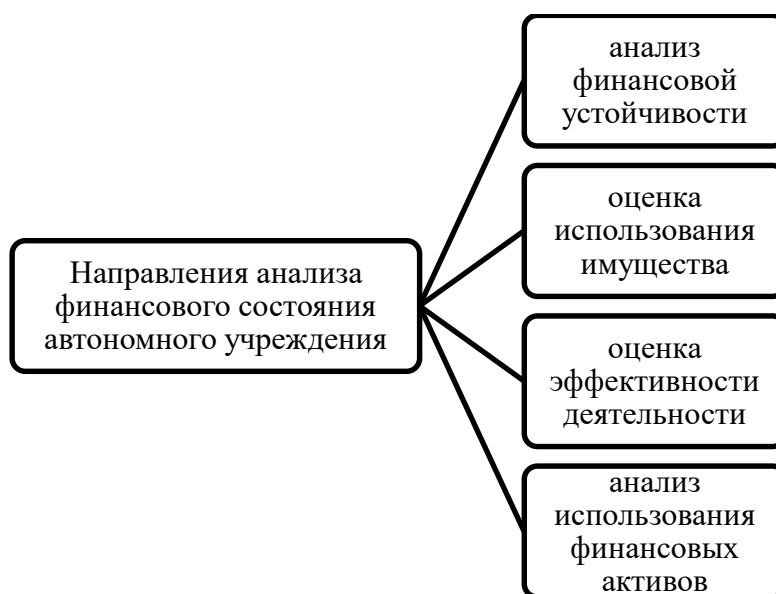 анализ
финансовой
устойчивости
оценка
использования
имущества
Направления анализа
финансового состояния
автономного учреждения
оценка
эффективности
деятельности
анализ
использования
финансовых
активов